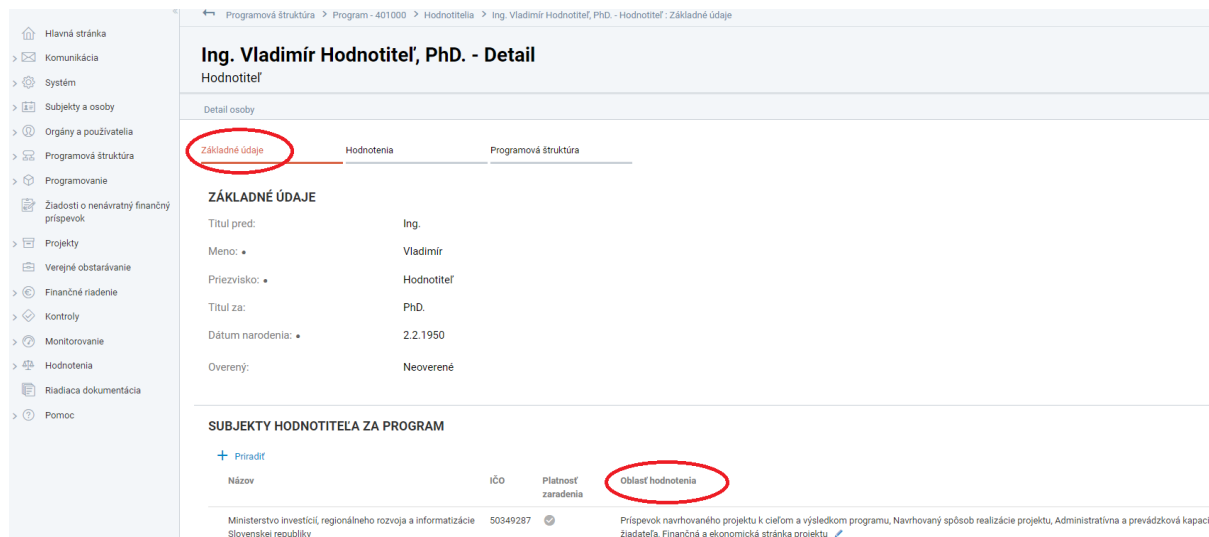 Programová štruktúra > Program - 401000 > Hodnotitelia > Ing. Vladimír Hodnotiteľ, PhD. - Hodnotiteľ : Základné údaje
Hlavná stránka
Komunikácia
Systém
Subjekty a osoby
Orgány a používatelia
Programová štruktúra
Programovanie
Žiadosti o nenávratný finančný
príspevok
Projekty
Verejné obstarávanie
Finančné riadenie
Kontroly
Monitorovanie
Hodnotenia
Riadiaca dokumentácia
Pomoc
Ing. Vladimír Hodnotiteľ, PhD. - Detail
Hodnotiteľ
Detail osoby
Základné údaje Hodnotenia Programová štruktúra
ZÁKLADNÉ ÚDAJE
Titul pred: Ing.
Meno: • Vladimír
Priezvisko: • Hodnotiteľ
Titul za: PhD.
Dátum narodenia: • 2.2.1950
Overený: Neoverené
SUBJEKTY HODNOTITEĽA ZA PROGRAM
+ Priradiť
Názov IČO Platnosť Oblasť hodnotenia
zaradenia
Ministerstvo investícií, regionálneho rozvoja a informatizácie 50349287 Príspevok navrhovaného projektu k cieľom a výsledkom programu, Navrhovaný spôsob realizácie projektu, Administratívna a prevádzková kapaci
Slovenskej republiky žiadateľa, Finančná a ekonomická stránka projektu